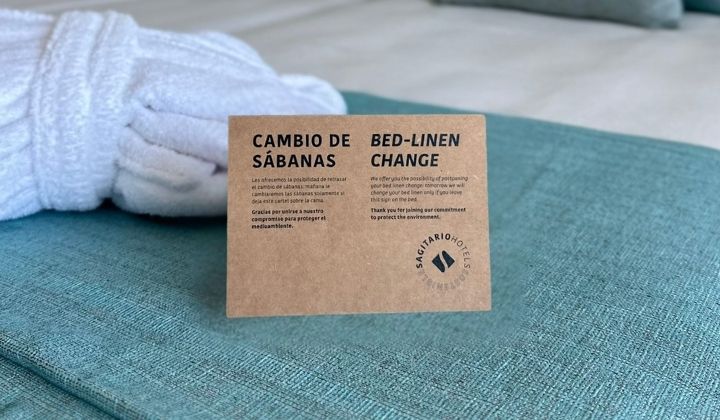 CAMBIO DE
SÁBANAS
Les ofrecemos la posibilidad de retrasar
el cambio de sábanas: mañana le
cambiaremos las sábanas solamente si
deja este cartel sobre la cama.
Gracias por unirse a nuestro
compromiso para proteger el
medioambiente.
BED-LINEN
CHANGE
We offer you the possibility of postponing
your bed linen change: tomorrow we will
change your bed linen only if you leave
this sign on the bed.
Thank you for joining our commitment
to protect the environment.
SAGITARIOHOTELS